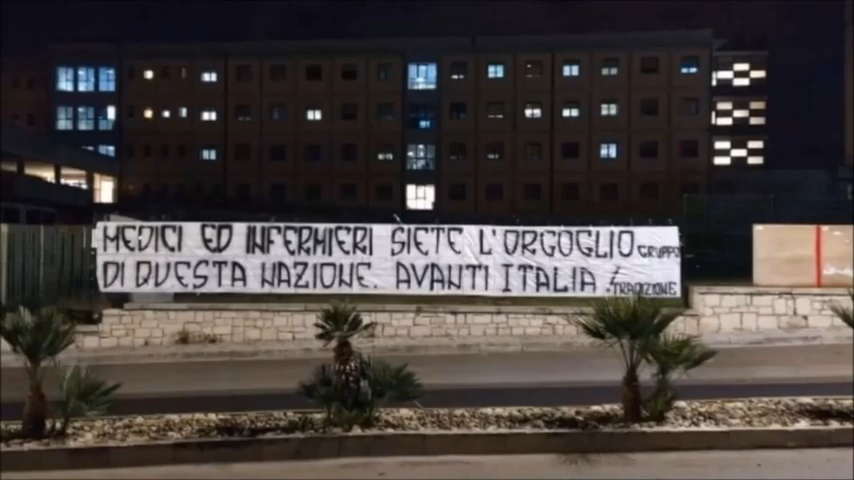 MEDICI ED INFERMIERI SIETE L'ORGOGLIO GRUPPO
DI QUESTA NAZIONE. AVANTI ITALIA! TRADIZIONE